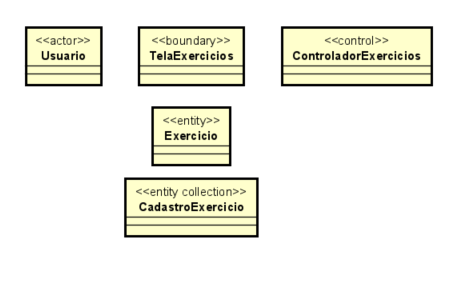 <<actor>>
Usuario
<<boundary>>
TelaExercicios
<<control>>
ControladorExercicios
<<entity>>
Exercicio
<<entity collection>>
CadastroExercicio